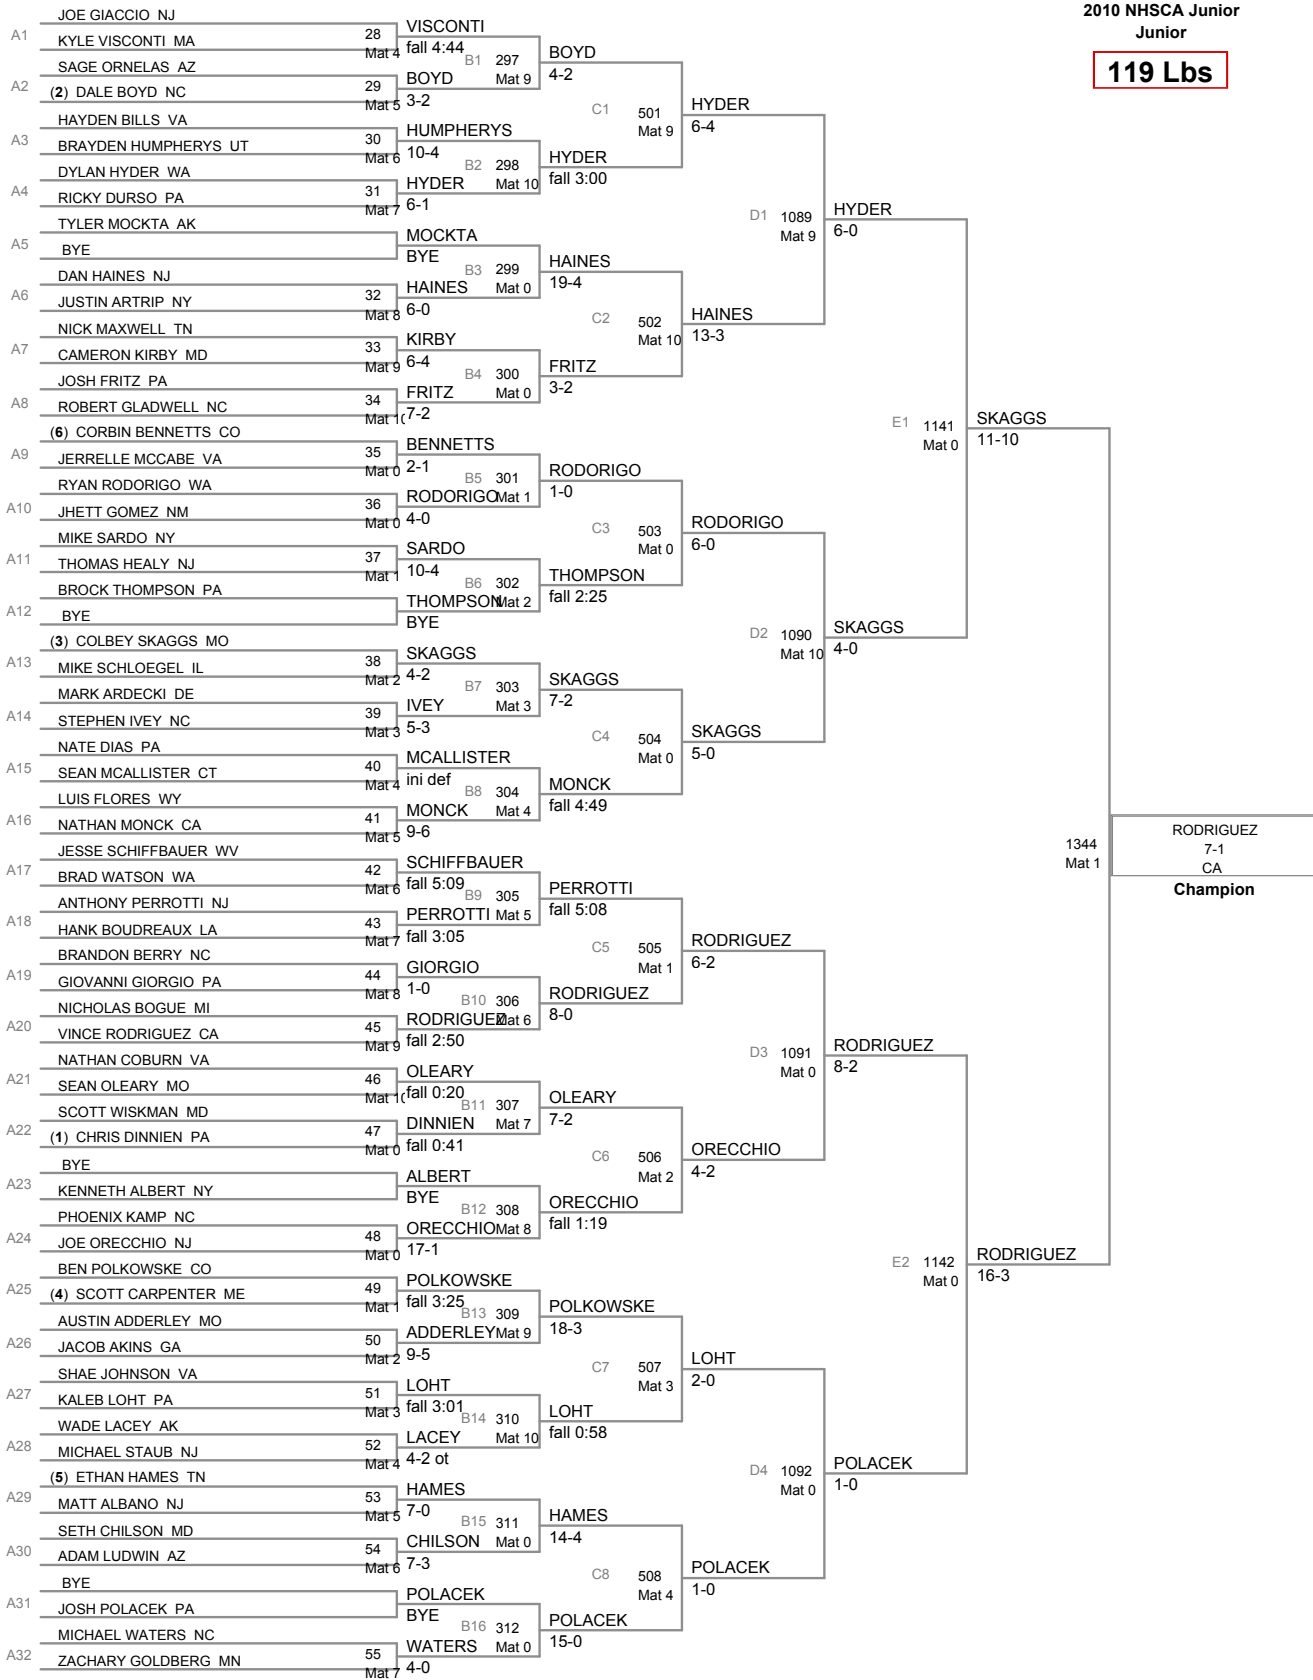 2010 NHSCA Junior
Junior
119 Lbs
A1
JOE GIACCIO NJ
KYLE VISCONTI MA
28
Mat 4
A2
SAGE ORNELAS AZ
(2) DALE BOYD NC
29
Mat 5
A3
HAYDEN BILLS VA
BRAYDEN HUMPHERYS UT
30
Mat 6
A4
DYLAN HYDER WA
RICKY DURSO PA
31
Mat 7
A5
TYLER MOCKTA AK
BYE
A6
DAN HAINES NJ
JUSTIN ARTRIP NY
32
Mat 8
A7
NICK MAXWELL TN
CAMERON KIRBY MD
33
Mat 9
A8
JOSH FRITZ PA
ROBERT GLADWELL NC
34
Mat 10
A9
(6) CORBIN BENNETTS CO
JERRELLE MCCABE VA
35
Mat 0
A10
RYAN RODORIGO WA
JHETT GOMEZ NM
36
Mat 0
A11
MIKE SARDO NY
THOMAS HEALY NJ
37
Mat 1
A12
BROCK THOMPSON PA
BYE
A13
(3) COLBEY SKAGGS MO
MIKE SCHLOEGEL IL
38
Mat 2
A14
MARK ARDECKI DE
STEPHEN IVEY NC
39
Mat 3
A15
NATE DIAS PA
SEAN MCALLISTER CT
40
Mat 4
A16
LUIS FLORES WY
NATHAN MONCK CA
41
Mat 5
A17
JESSE SCHIFFBAUER WV
BRAD WATSON WA
42
Mat 6
A18
ANTHONY PERROTTI NJ
HANK BOUDREAUX LA
43
Mat 7
A19
BRANDON BERRY NC
GIOVANNI GIORGIO PA
44
Mat 8
A20
NICHOLAS BOGUE MI
VINCE RODRIGUEZ CA
45
Mat 9
A21
NATHAN COBURN VA
SEAN OLEARY MO
46
Mat 10
A22
SCOTT WISKMAN MD
(1) CHRIS DINNIEN PA
47
Mat 0
A23
BYE
KENNETH ALBERT NY
A24
PHOENIX KAMP NC
JOE ORECCHIO NJ
48
Mat 0
A25
BEN POLKOWSKE CO
(4) SCOTT CARPENTER ME
49
Mat 1
A26
AUSTIN ADDERLEY MO
JACOB AKINS GA
50
Mat 2
A27
SHAE JOHNSON VA
KALEB LOHT PA
51
Mat 3
A28
WADE LACEY AK
MICHAEL STAUB NJ
52
Mat 4
A29
(5) ETHAN HAMES TN
MATT ALBANO NJ
53
Mat 5
A30
SETH CHILSON MD
ADAM LUDWIN AZ
54
Mat 6
A31
BYE
JOSH POLACEK PA
A32
MICHAEL WATERS NC
ZACHARY GOLDBERG MN
55
Mat 7
VISCONTI
fall 4:44
B1 297
Mat 9
BOYD
3-2
HUMPHERYS
10-4
B2 298
Mat 10
HYDER
6-1
MOCKTA
BYE
B3 299
Mat 0
HAINES
6-0
KIRBY
6-4
B4 300
Mat 0
FRITZ
7-2
BENNETTS
2-1
B5 301
Mat 1
RODORIGO
4-0
SARDO
10-4
B6 302
Mat 2
THOMPSON
BYE
SKAGGS
4-2
B7 303
Mat 3
IVEY
5-3
MCALLISTER
ini def
B8 304
Mat 4
MONCK
9-6
SCHIFFBAUER
fall 5:09
B9 305
Mat 5
PERROTTI
fall 3:05
GIORGIO
1-0
B10 306
Mat 6
RODRIGUEZ
fall 2:50
OLEARY
fall 0:20
B11 307
Mat 7
DINNIEN
fall 0:41
ALBERT
BYE
B12 308
Mat 8
ORECCHIO
17-1
POLKOWSKE
fall 3:25
B13 309
Mat 9
ADDERLEY
9-5
LOHT
fall 3:01
B14 310
Mat 10
LACEY
4-2 ot
HAMES
7-0
B15 311
Mat 0
CHILSON
7-3
POLACEK
BYE
B16 312
Mat 0
WATERS
4-0
BOYD
4-2
C1 501
Mat 9
HYDER
fall 3:00
HAINES
19-4
C2 502
Mat 10
FRITZ
3-2
RODORIGO
1-0
C3 503
Mat 0
THOMPSON
fall 2:25
SKAGGS
7-2
C4 504
Mat 0
MONCK
fall 4:49
PERROTTI
fall 5:08
C5 505
Mat 1
RODRIGUEZ
8-0
OLEARY
7-2
C6 506
Mat 2
ORECCHIO
fall 1:19
POLKOWSKE
18-3
C7 507
Mat 3
LOHT
fall 0:58
HAMES
14-4
C8 508
Mat 4
POLACEK
15-0
HYDER
6-4
D1 1089
Mat 9
HAINES
13-3
RODORIGO
6-0
D2 1090
Mat 10
SKAGGS
5-0
RODRIGUEZ
6-2
D3 1091
Mat 0
ORECCHIO
4-2
LOHT
2-0
D4 1092
Mat 0
POLACEK
1-0
HYDER
6-0
E1 1141
Mat 0
SKAGGS
4-0
RODRIGUEZ
8-2
E2 1142
Mat 0
POLACEK
1-0
SKAGGS
11-10
1344
Mat 1
RODRIGUEZ
16-3
RODRIGUEZ
7-1
CA
Champion